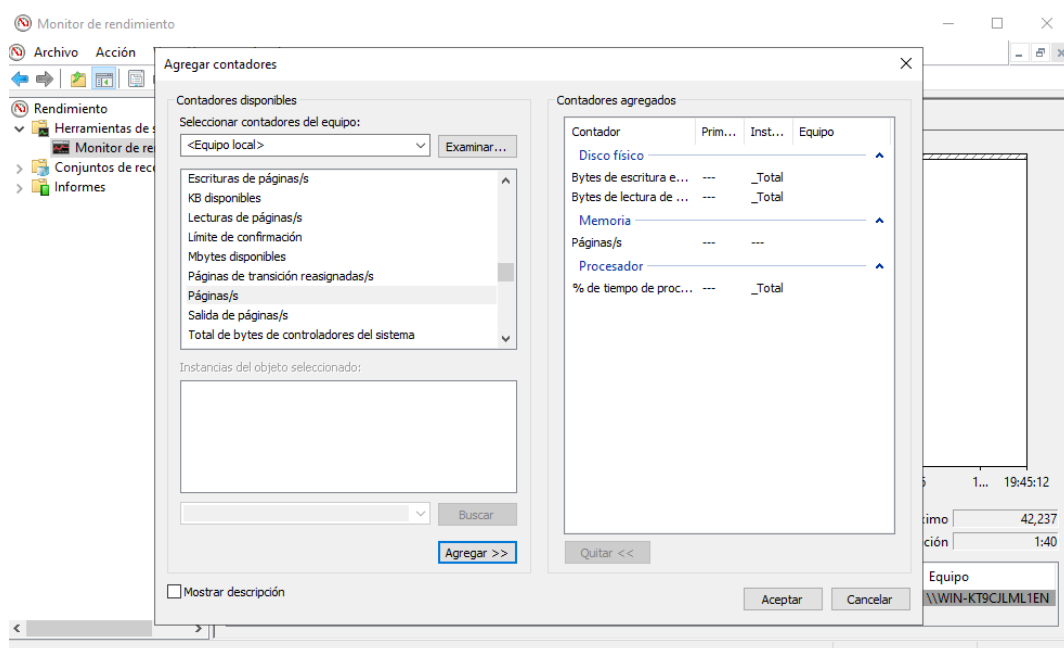 Monitor de rendimiento
Archivo Acción
Rendimiento
Herramientas de s
Monitor de re
Conjuntos de reco
Informes
Agregar contadores
Contadores disponibles
Seleccionar contadores del equipo:
<Equipo local>
Examinar...
Escrituras de páginas/s
KB disponibles
Lecturas de páginas/s
Límite de confirmación
Mbytes disponibles
Páginas de transición reasignadas/s
Páginas/s
Salida de páginas/s
Total de bytes de controladores del sistema
Instancias del objeto seleccionado:
Buscar
Agregar >>
Mostrar descripción
Contadores agregados
Contador Prim... Inst... Equipo
Disco físico
Bytes de escritura e... --- _Total
Bytes de lectura de ... --- _Total
Memoria
Páginas/s --- ---
Procesador
% de tiempo de proc... --- _Total
Quitar <<
Aceptar Cancelar
1... 19:45:12
imo 42,237
ción 1:40
Equipo
\\WIN-KT9CJLML1EN